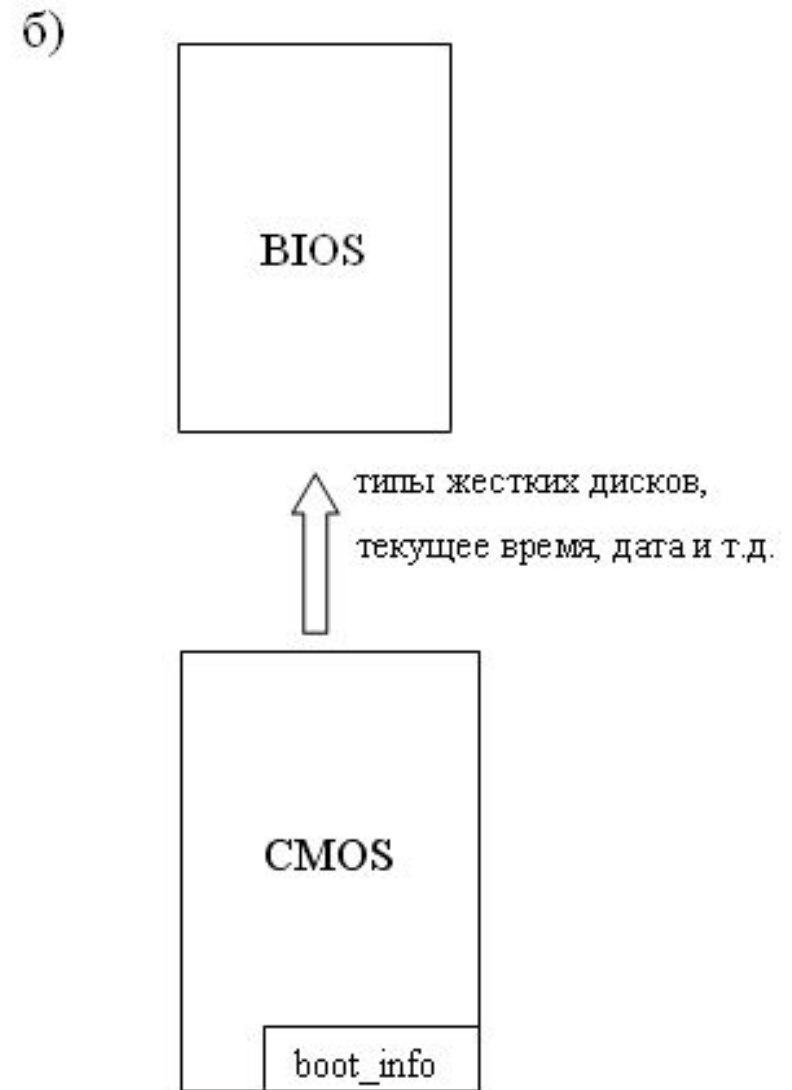 б)
BIOS
типы жестких дисков,
текущее время, дата и т.д.
CMOS
boot_info